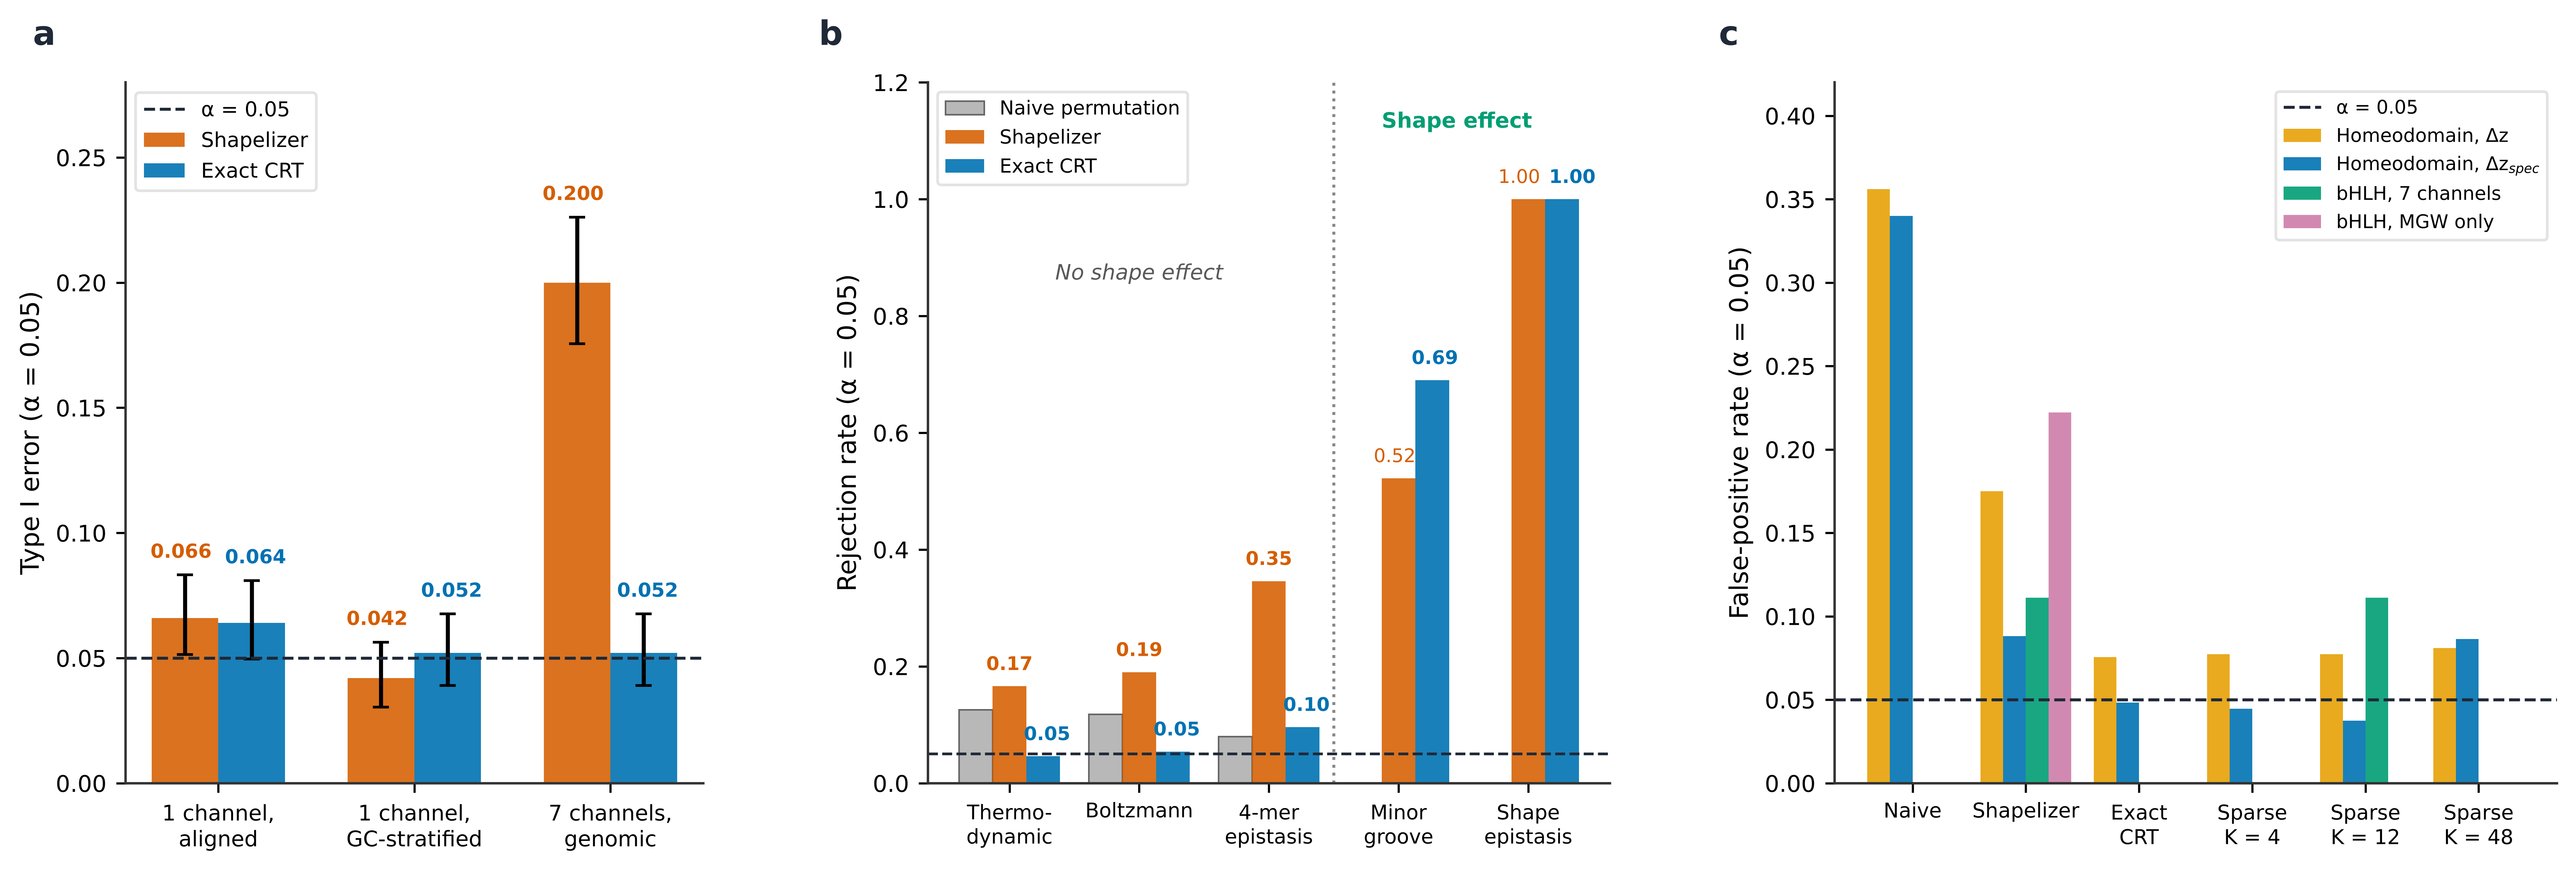 a
Type I error (α = 0.05)
0.25
0.20
0.15
0.10
0.05
0.00
α = 0.05
Shapelizer
Exact CRT
0.066
0.064
0.042
0.052
0.200
0.052
1 channel,
aligned
1 channel,
GC-stratified
7 channels,
genomic
b
Rejection rate (α = 0.05)
1.2
1.0
0.8
0.6
0.4
0.2
0.0
Naive permutation
Shapelizer
Exact CRT
No shape effect
Shape effect
0.17
0.05
0.19
0.05
0.35
0.10
0.52
0.69
1.00
1.00
Thermo-
dynamic
Boltzmann
4-mer
epistasis
Minor
groove
Shape
epistasis
c
False-positive rate (α = 0.05)
0.40
0.35
0.30
0.25
0.20
0.15
0.10
0.05
0.00
α = 0.05
Homeodomain, Δz
Homeodomain, Δzspec
bHLH, 7 channels
bHLH, MGW only
Naive
Shapelizer
Exact
CRT
Sparse
K = 4
Sparse
K = 12
Sparse
K = 48